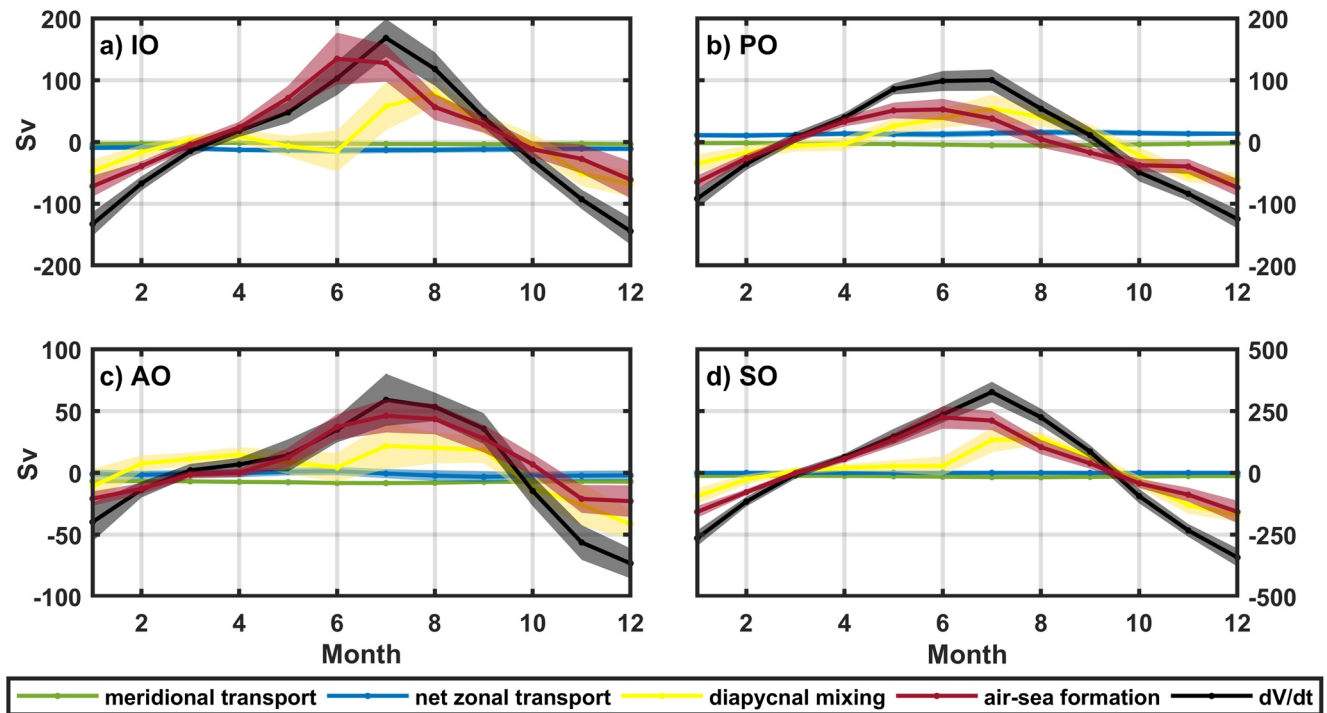 200
100
0
-100
-200
Sv
a) IO
2 4 6 8 10 12
b) PO
200
100
0
-100
-200
2 4 6 8 10 12
100
50
0
-50
-100
Sv
c) AO
2 4 6 8 10 12
Month
d) SO
500
250
0
-250
-500
2 4 6 8 10 12
Month
meridional transport net zonal transport diapycnal mixing air-sea formation dV/dt